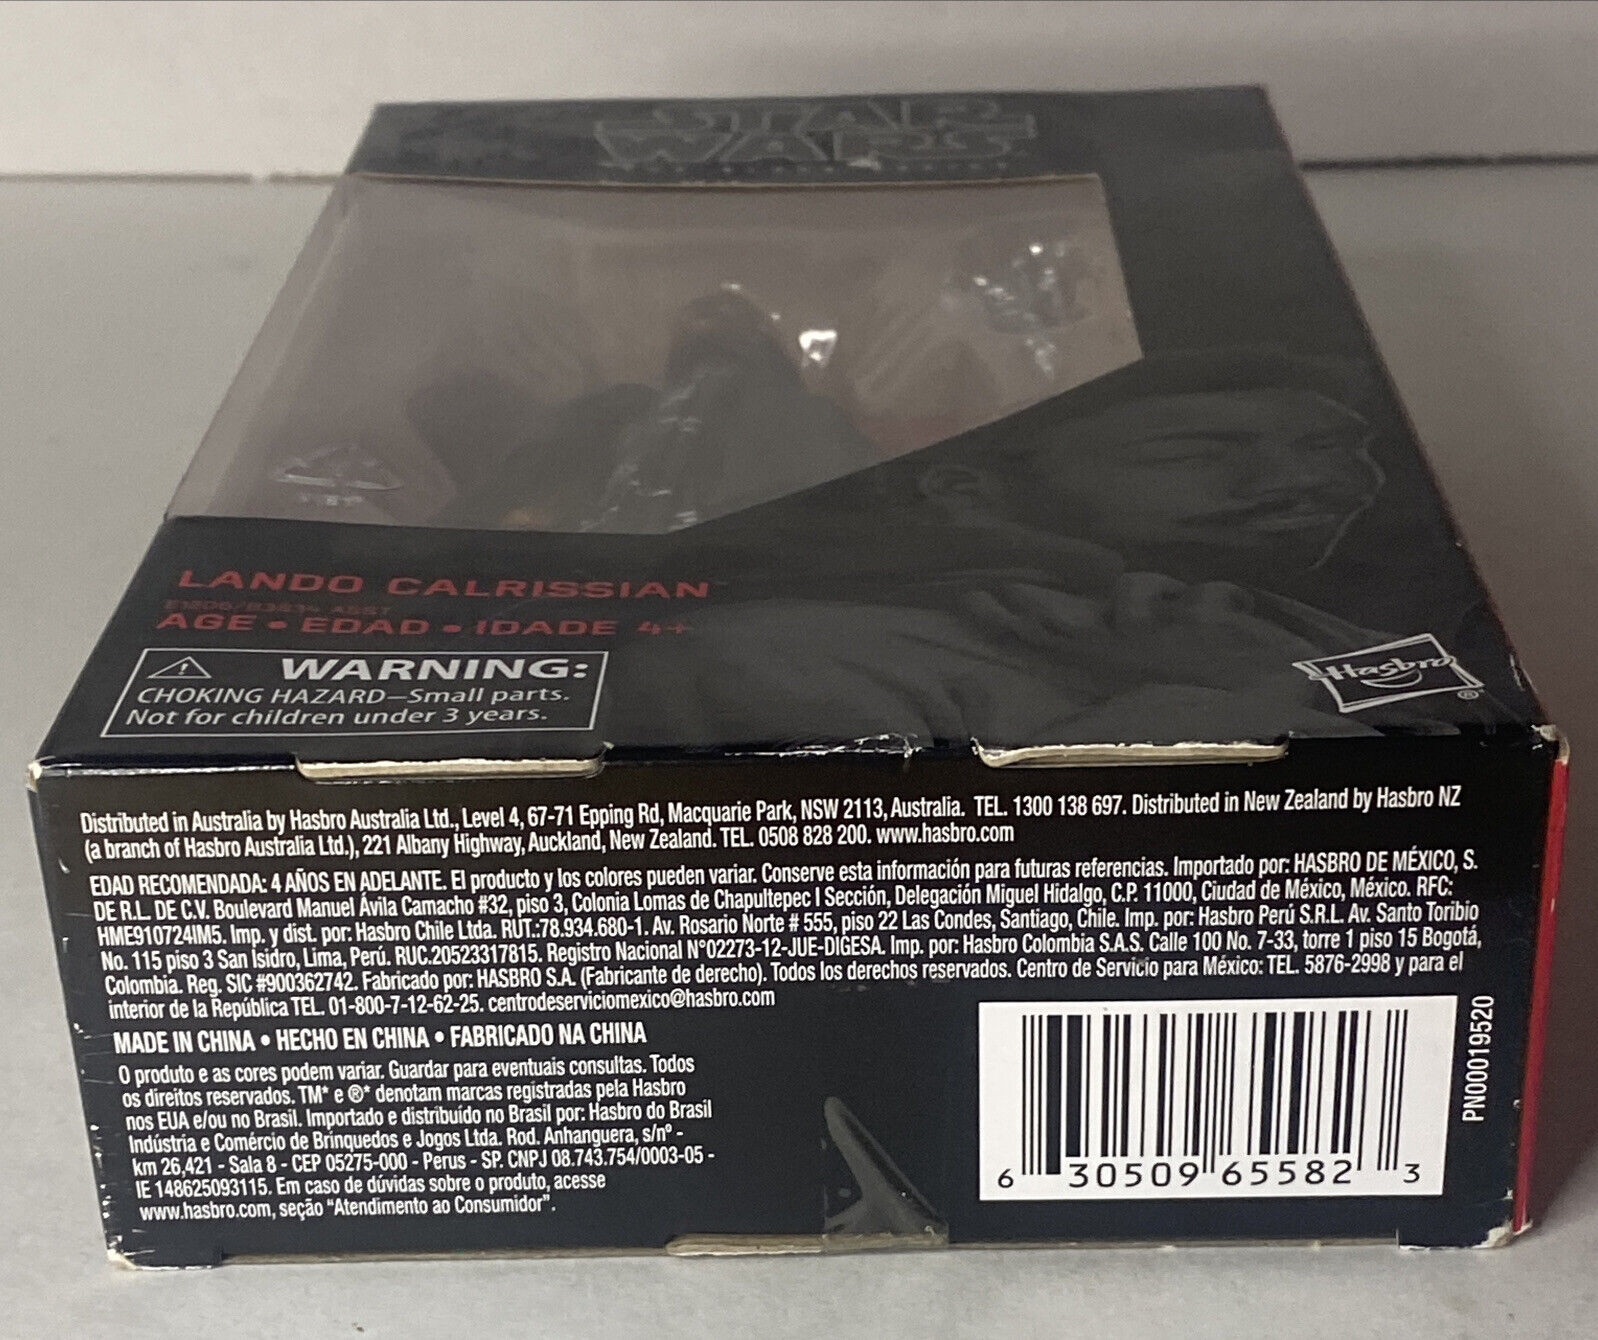 STAR
WARS
LANDO CALRISSIAN
ASST
AGE • EDAD • IDADE 4+
WARNING:
CHOKING HAZARD—Small parts.
Not for children under 3 years.
Hasbro®
Distributed in Australia by Hasbro Australia Ltd., Level 4, 67-71 Epping Rd, Macquarie Park, NSW 2113, Australia. TEL. 1300 138 697. Distributed in New Zealand by Hasbro NZ
(a branch of Hasbro Australia Ltd.), 221 Albany Highway, Auckland, New Zealand. TEL. 0508 828 200. www.hasbro.com
EDAD RECOMENDADA: 4 AÑOS EN ADELANTE. El producto y los colores pueden variar. Conserve esta información para futuras referencias. Importado por: HASBRO DE MÉXICO, S.
DE R.L. DE C.V. Boulevard Manuel Ávila Camacho #32, piso 3, Colonia Lomas de Chapultepec I Sección, Delegación Miguel Hidalgo, C.P. 11000, Ciudad de México, México. RFC:
HME910724IM5. Imp. y dist. por: Hasbro Chile Ltda. RUT.:78.934.680-1. Av. Rosario Norte # 555, piso 22 Las Condes, Santiago, Chile. Imp. por: Hasbro Perú S.R.L. Av. Santo Toribio
No. 115 piso 3 San Isidro, Lima, Perú. RUC.20523317815. Registro Nacional N°02273-12-JUE-DIGESA. Imp. por: Hasbro Colombia S.A.S. Calle 100 No. 7-33, torre 1 piso 15 Bogotá,
Colombia. Reg. SIC #900362742. Fabricado por: HASBRO S.A. (Fabricante de derecho). Todos los derechos reservados. Centro de Servicio para México: TEL. 5876-2998 y para el
interior de la República TEL. 01-800-7-12-62-25. centrodeserviciomexico@hasbro.com
MADE IN CHINA • HECHO EN CHINA • FABRICADO NA CHINA
O produto e as cores podem variar. Guardar para eventuais consultas. Todos
os direitos reservados. TM* e ®* denotam marcas registradas pela Hasbro
nos EUA e/ou no Brasil. Importado e distribuído no Brasil por: Hasbro do Brasil
Indústria e Comércio de Brinquedos e Jogos Ltda. Rod. Anhanguera, s/nº -
km 26,421 - Sala 8 - CEP 05275-000 - Perus - SP. CNPJ 08.743.754/0003-05 -
IE 148625093115. Em caso de dúvidas sobre o produto, acesse
www.hasbro.com, seção "Atendimento ao Consumidor".
6 30509 65582 3
PN00019520